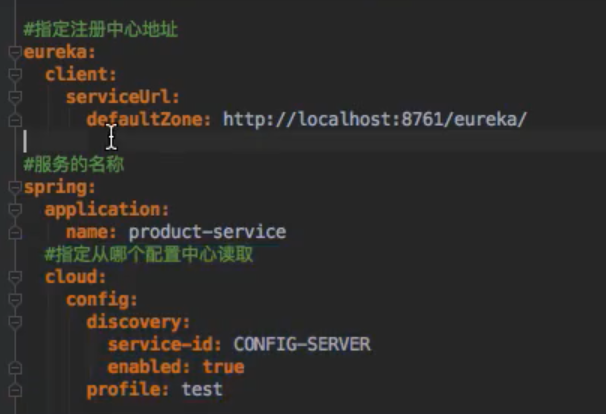 #指定注册中心地址
eureka:
  client:
    serviceUrl:
      defaultZone: http://localhost:8761/eureka/
#服务的名称
spring:
  application:
    name: product-service
  #指定从哪个配置中心读取
  cloud:
    config:
      discovery:
        service-id: CONFIG-SERVER
        enabled: true
      profile: test